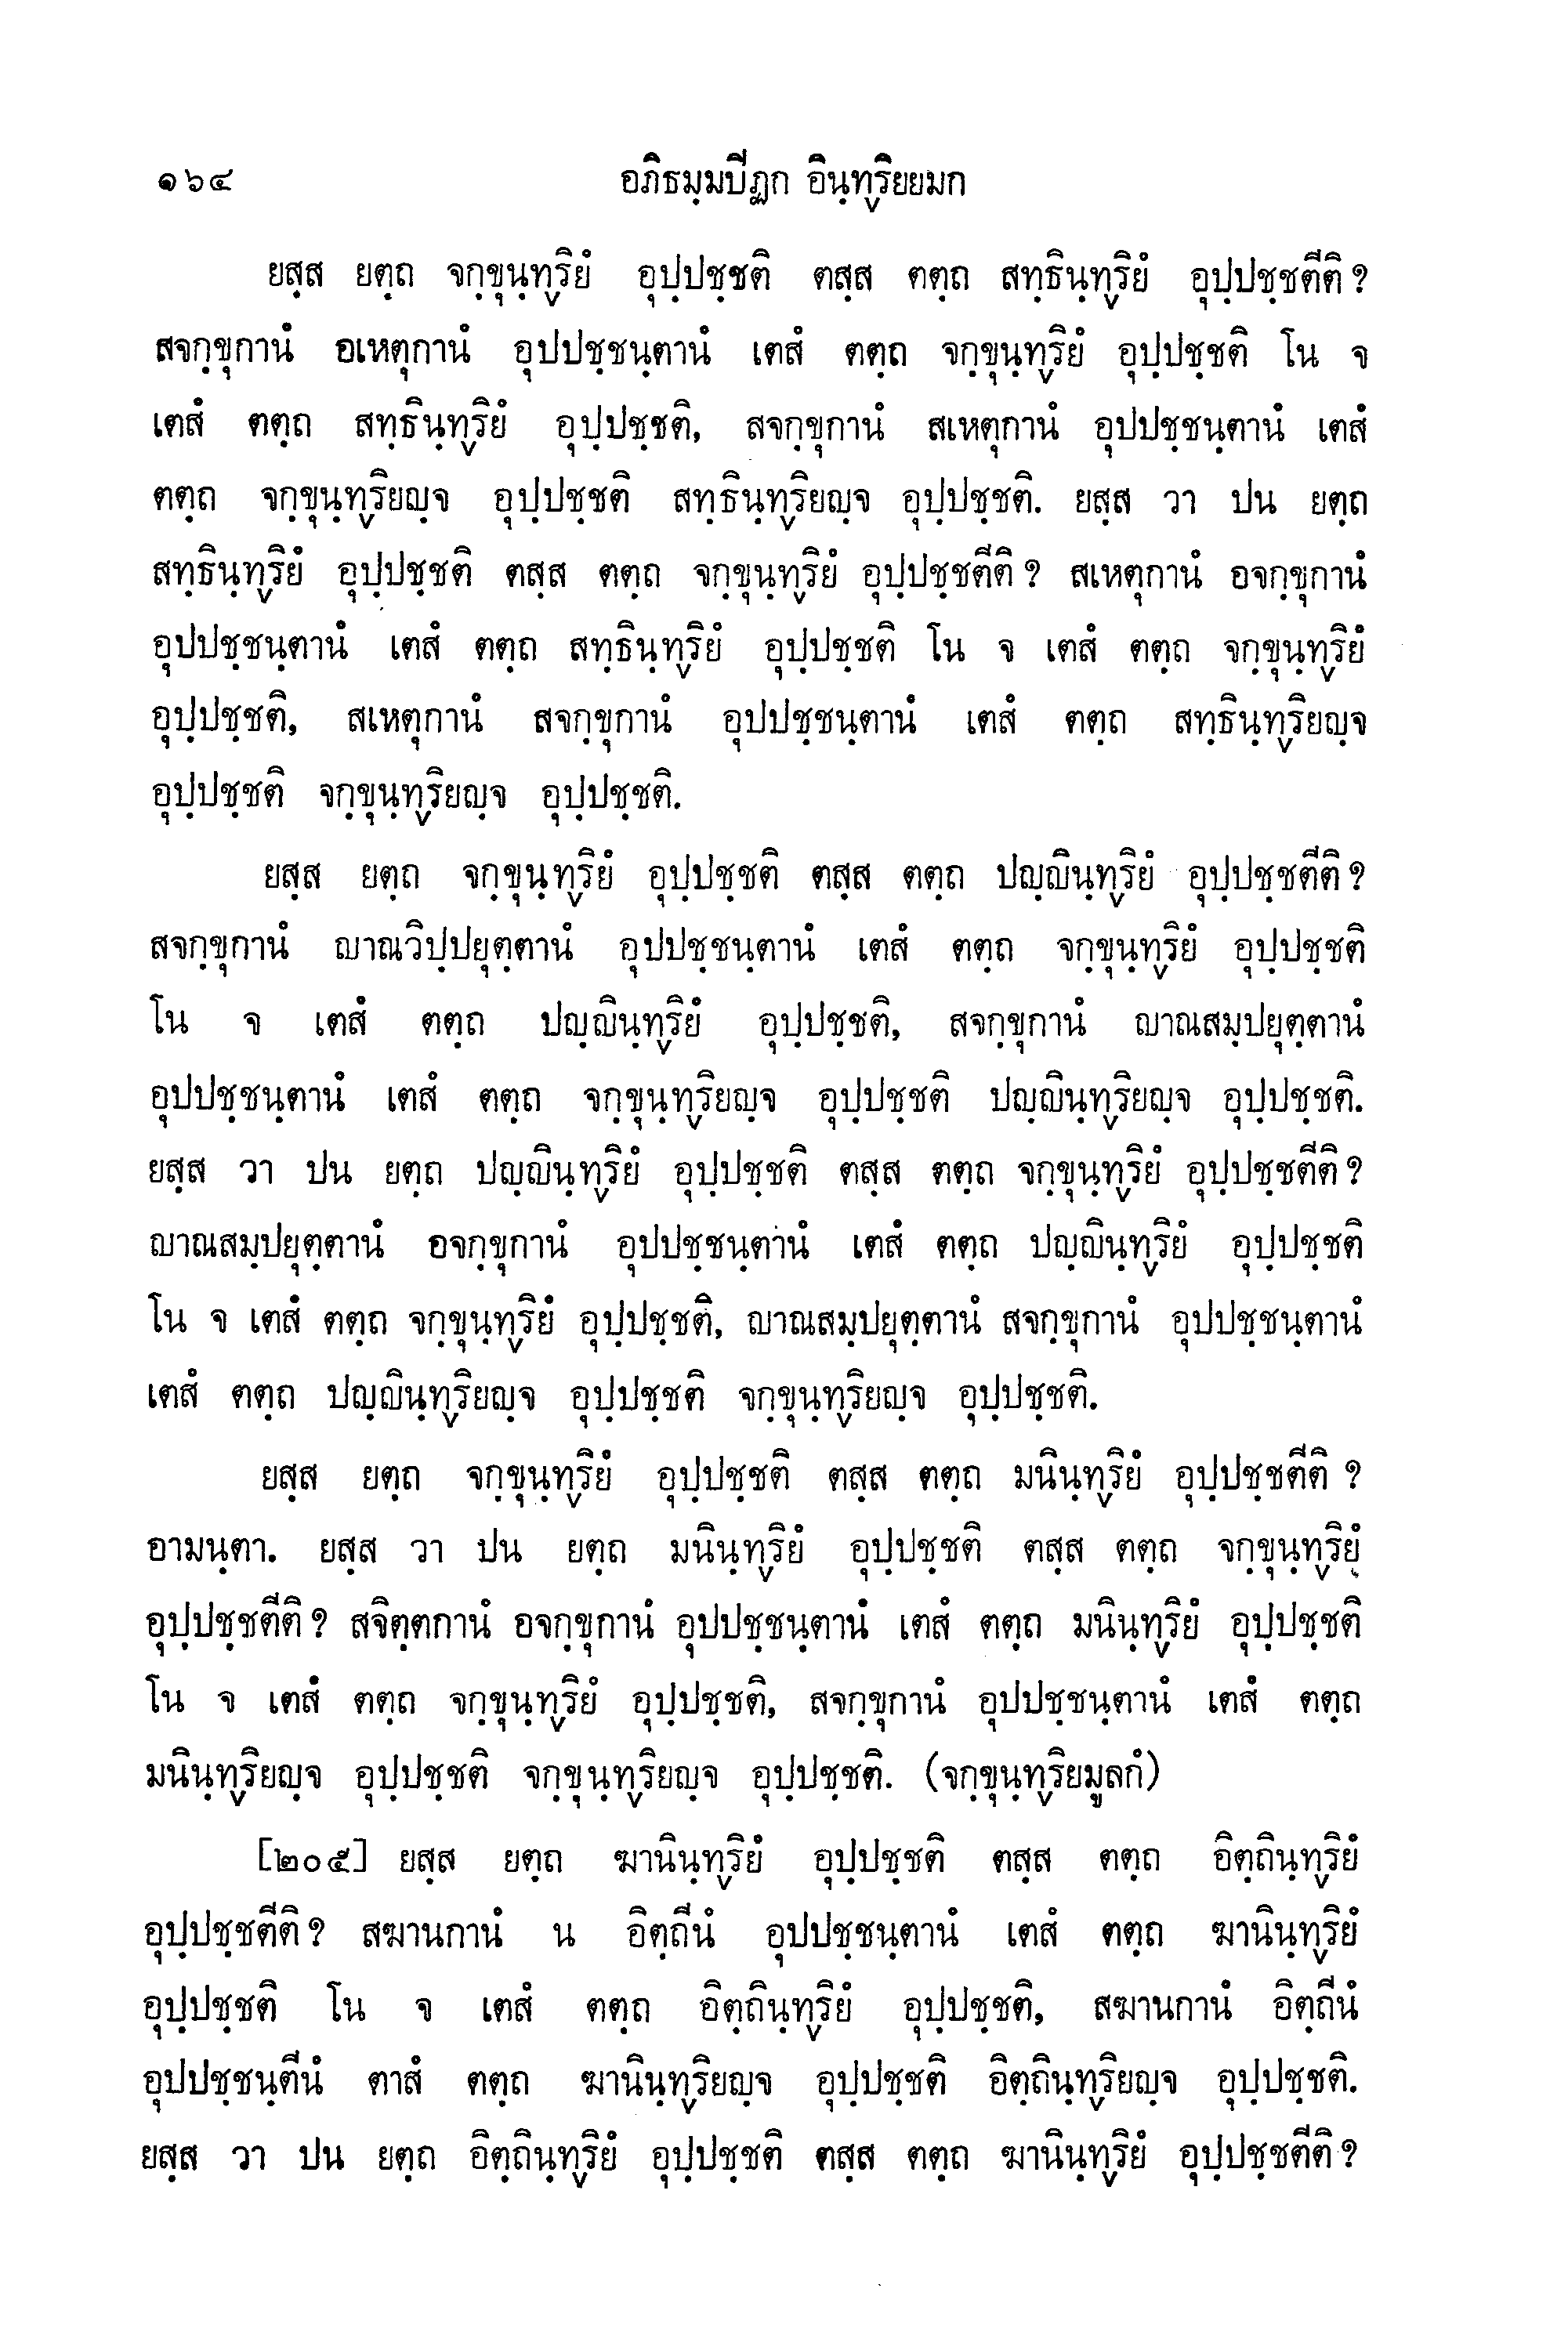 ๑๖๔ อภิธมฺมปีฏก อินฺทฺริยยมก
ยสฺส ยตฺถ จกฺขุนฺทฺริยํ อุปฺปชฺชติ ตสฺส ตตฺถ สทฺธินฺทฺริยํ อุปฺปชฺชตีติ ?
สจกฺขุกานํ อเหตุกานํ อุปปชฺชนฺตานํ เตสํ ตตฺถ จกฺขุนฺทฺริยํ อุปฺปชฺชติ โน จ
เตสํ ตตฺถ สทฺธินฺทฺริยํ อุปฺปชฺชติ, สจกฺขุกานํ สเหตุกานํ อุปปชฺชนฺตานํ เตสํ
ตตฺถ จกฺขุนฺทฺริยญฺจ อุปฺปชฺชติ สทฺธินฺทฺริยญฺจ อุปฺปชฺชติ. ยสฺส วา ปน ยตฺถ
สทฺธินฺทฺริยํ อุปฺปชฺชติ ตสฺส ตตฺถ จกฺขุนฺทฺริยํ อุปฺปชฺชตีติ ? สเหตุกานํ อจกฺขุกานํ
อุปปชฺชนฺตานํ เตสํ ตตฺถ สทฺธินฺทฺริยํ อุปฺปชฺชติ โน จ เตสํ ตตฺถ จกฺขุนฺทฺริยํ
อุปฺปชฺชติ, สเหตุกานํ สจกฺขุกานํ อุปปชฺชนฺตานํ เตสํ ตตฺถ สทฺธินฺทฺริยญฺจ
อุปฺปชฺชติ จกฺขุนฺทฺริยญฺจ อุปฺปชฺชติ.
ยสฺส ยตฺถ จกฺขุนฺทฺริยํ อุปฺปชฺชติ ตสฺส ตตฺถ ปญฺญินฺทฺริยํ อุปฺปชฺชตีติ ?
สจกฺขุกานํ ญาณวิปฺปยุตฺตานํ อุปปชฺชนฺตานํ เตสํ ตตฺถ จกฺขุนฺทฺริยํ อุปฺปชฺชติ
โน จ เตสํ ตตฺถ ปญฺญินฺทฺริยํ อุปฺปชฺชติ, สจกฺขุกานํ ญาณสมฺปยุตฺตานํ
อุปปชฺชนฺตานํ เตสํ ตตฺถ จกฺขุนฺทฺริยญฺจ อุปฺปชฺชติ ปญฺญินฺทฺริยญฺจ อุปฺปชฺชติ.
ยสฺส วา ปน ยตฺถ ปญฺญินฺทฺริยํ อุปฺปชฺชติ ตสฺส ตตฺถ จกฺขุนฺทฺริยํ อุปฺปชฺชตีติ ?
ญาณสมฺปยุตฺตานํ อจกฺขุกานํ อุปปชฺชนฺตานํ เตสํ ตตฺถ ปญฺญินฺทฺริยํ อุปฺปชฺชติ
โน จ เตสํ ตตฺถ จกฺขุนฺทฺริยํ อุปฺปชฺชติ, ญาณสมฺปยุตฺตานํ สจกฺขุกานํ อุปปชฺชนฺตานํ
เตสํ ตตฺถ ปญฺญินฺทฺริยญฺจ อุปฺปชฺชติ จกฺขุนฺทฺริยญฺจ อุปฺปชฺชติ.
ยสฺส ยตฺถ จกฺขุนฺทฺริยํ อุปฺปชฺชติ ตสฺส ตตฺถ มนินฺทฺริยํ อุปฺปชฺชตีติ ?
อามนฺตา. ยสฺส วา ปน ยตฺถ มนินฺทฺริยํ อุปฺปชฺชติ ตสฺส ตตฺถ จกฺขุนฺทฺริยํ
อุปฺปชฺชตีติ ? สจิตฺตกานํ อจกฺขุกานํ อุปปชฺชนฺตานํ เตสํ ตตฺถ มนินฺทฺริยํ อุปฺปชฺชติ
โน จ เตสํ ตตฺถ จกฺขุนฺทฺริยํ อุปฺปชฺชติ, สจกฺขุกานํ อุปปชฺชนฺตานํ เตสํ ตตฺถ
มนินฺทฺริยญฺจ อุปฺปชฺชติ จกฺขุนฺทฺริยญฺจ อุปฺปชฺชติ. (จกฺขุนฺทฺริยมูลกํ)
[๒๐๕] ยสฺส ยตฺถ ฆานินฺทฺริยํ อุปฺปชฺชติ ตสฺส ตตฺถ อิตฺถินฺทฺริยํ
อุปฺปชฺชตีติ ? สฆานกานํ น อิตฺถีนํ อุปปชฺชนฺตานํ เตสํ ตตฺถ ฆานินฺทฺริยํ
อุปฺปชฺชติ โน จ เตสํ ตตฺถ อิตฺถินฺทฺริยํ อุปฺปชฺชติ, สฆานกานํ อิตฺถีนํ
อุปปชฺชนฺตีนํ ตาสํ ตตฺถ ฆานินฺทฺริยญฺจ อุปฺปชฺชติ อิตฺถินฺทฺริยญฺจ อุปฺปชฺชติ.
ยสฺส วา ปน ยตฺถ อิตฺถินฺทฺริยํ อุปฺปชฺชติ ตสฺส ตตฺถ ฆานินฺทฺริยํ อุปฺปชฺชตีติ ?